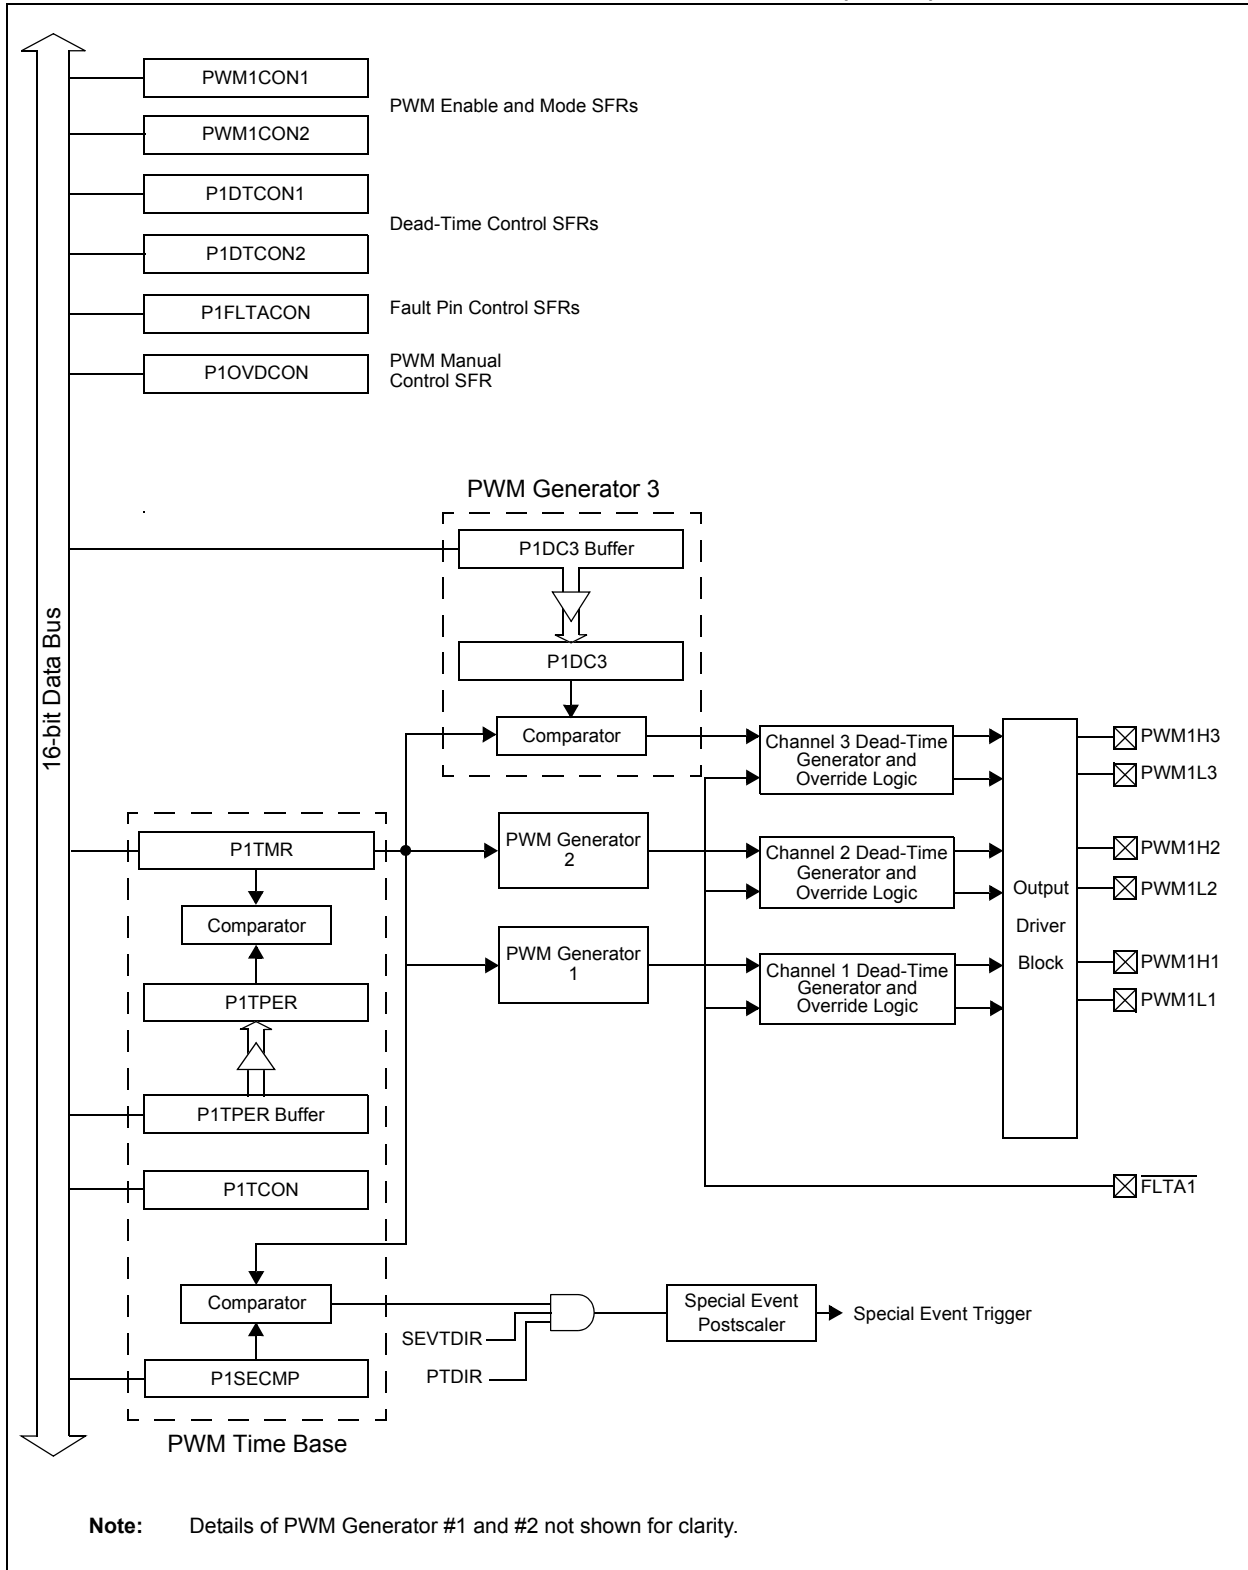 PWM1CON1
PWM Enable and Mode SFRs
PWM1CON2
P1DTCON1
Dead-Time Control SFRs
P1DTCON2
P1FLTACON
Fault Pin Control SFRs
P1OVDCON
PWM Manual
Control SFR
16-bit Data Bus
PWM Generator 3
P1DC3 Buffer
P1DC3
Comparator
Channel 3 Dead-Time
Generator and
Override Logic
PWM1H3
PWM1L3
P1TMR
PWM Generator
2
Channel 2 Dead-Time
Generator and
Override Logic
PWM1H2
PWM1L2
Output
Driver
Block
Comparator
PWM Generator
1
Channel 1 Dead-Time
Generator and
Override Logic
PWM1H1
PWM1L1
P1TPER
P1TPER Buffer
P1TCON
FLTA1
Comparator
SEVTDIR
PTDIR
Special Event
Postscaler
Special Event Trigger
P1SECMP
PWM Time Base
Note: Details of PWM Generator #1 and #2 not shown for clarity.